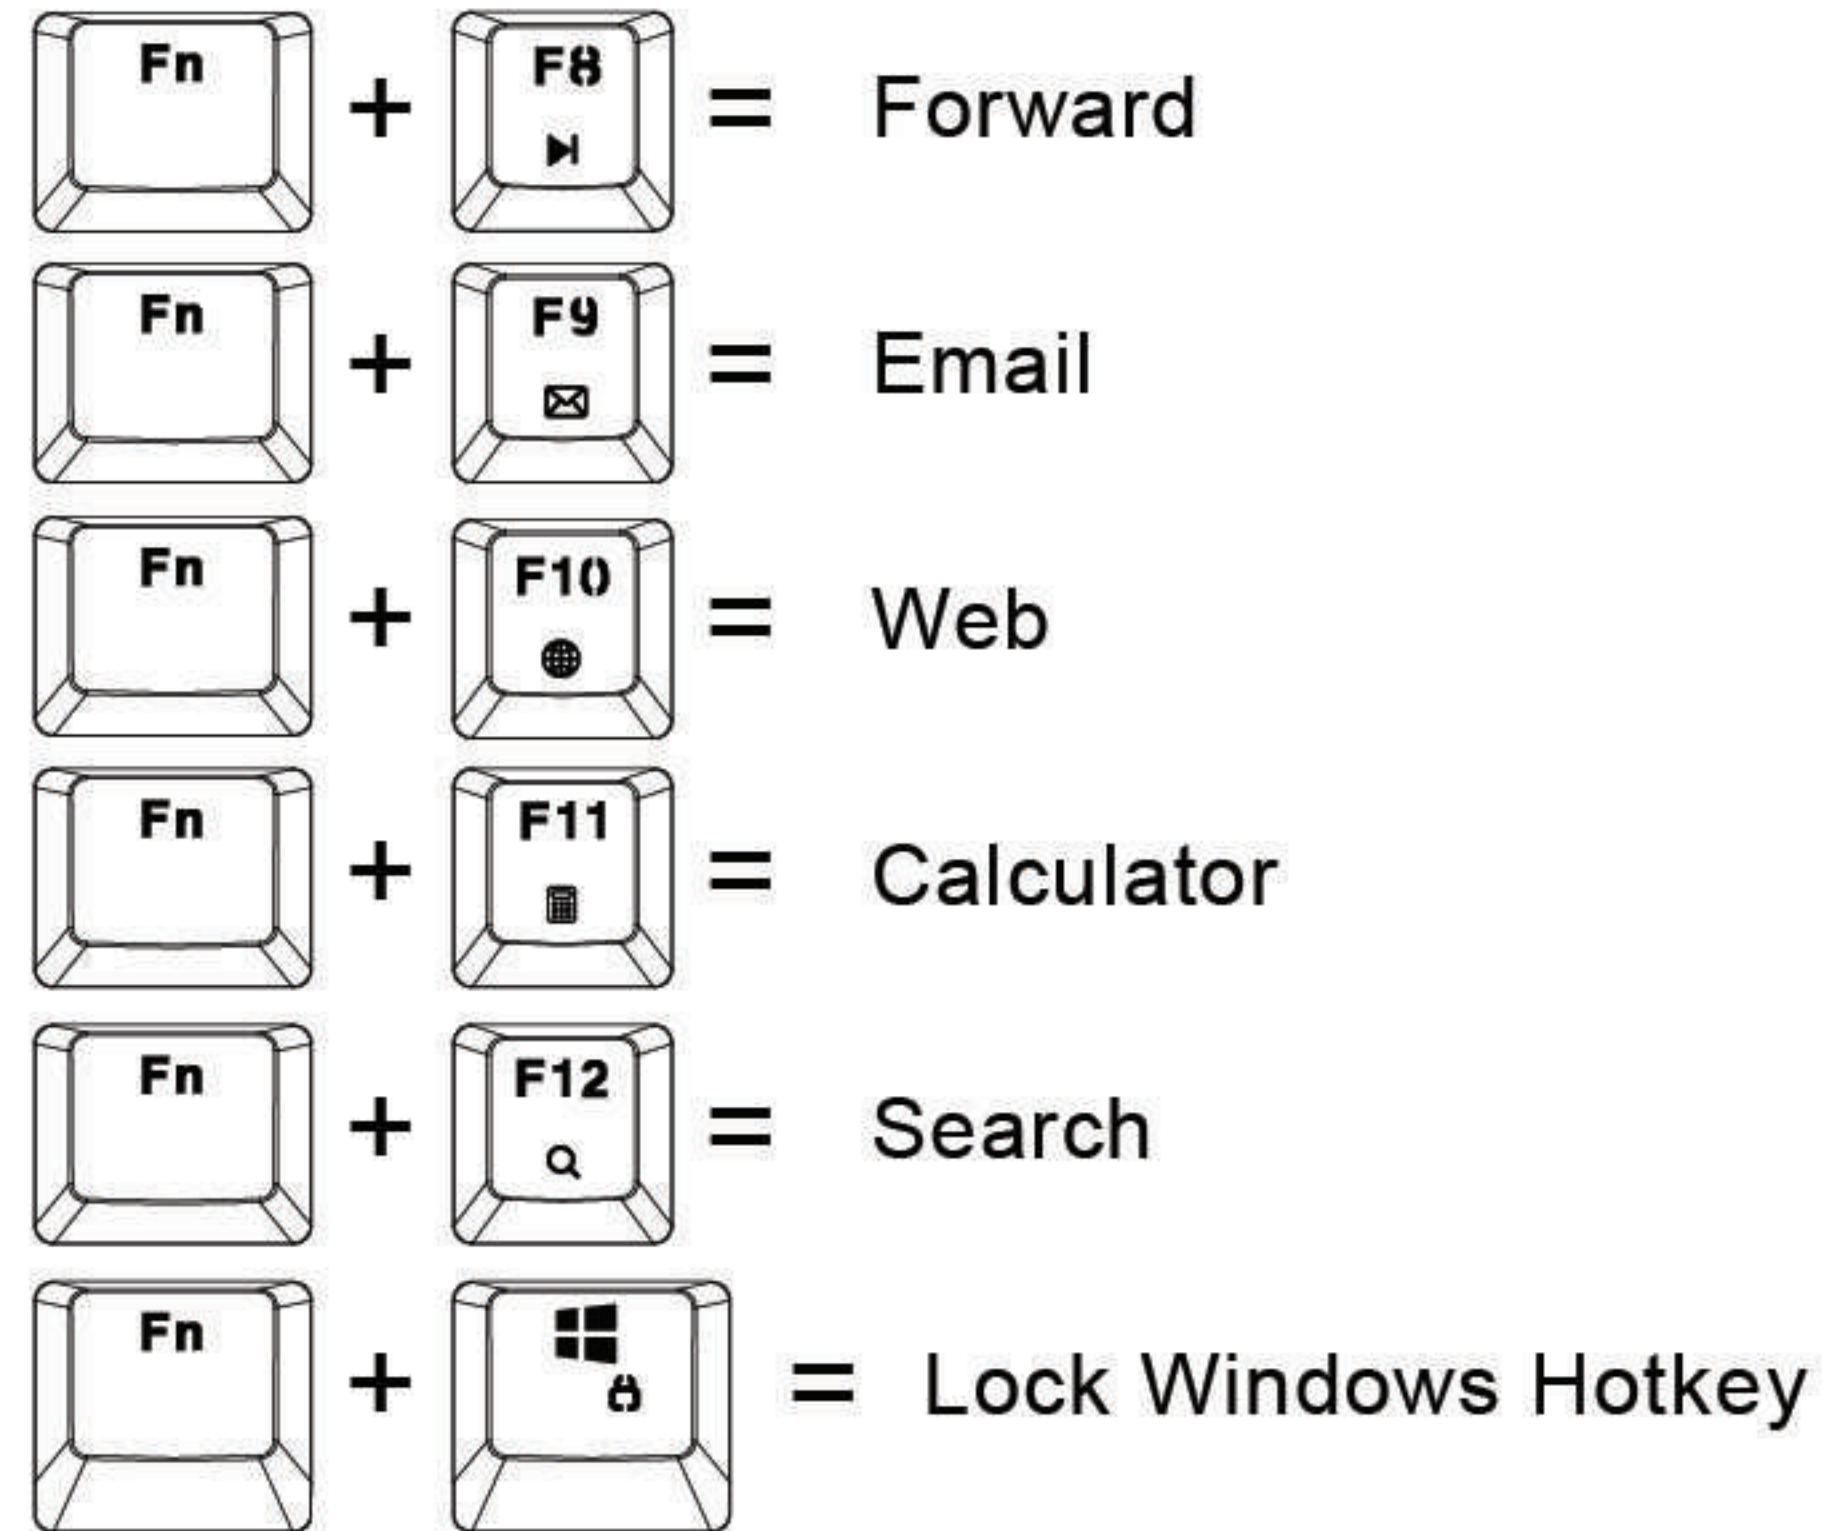 Fn + F8 = Forward
Fn + F9 = Email
Fn + F10 = Web
Fn + F11 = Calculator
Fn + F12 = Search
Fn + = Lock Windows Hotkey